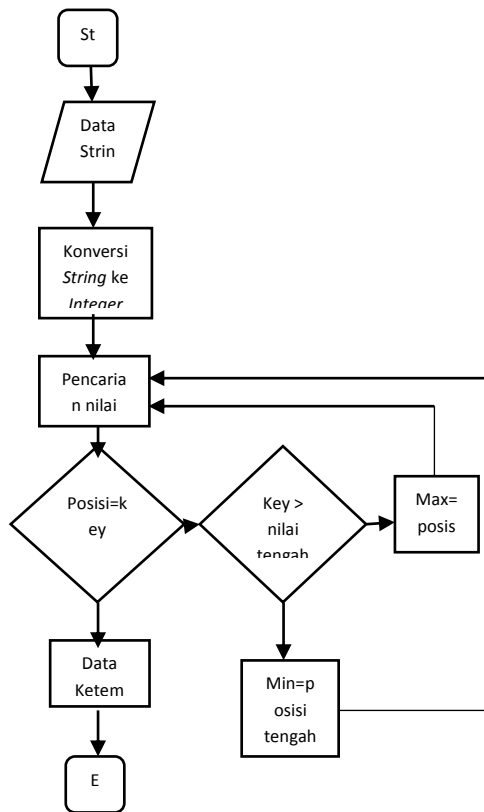 St
Data
Strin
Konversi
String ke
Integer
Pencaria
n nilai
Posisi=k
ey
Key >
nilai
tengah
Max=
posis
Data
Ketem
Min=p
osisi
tengah
E